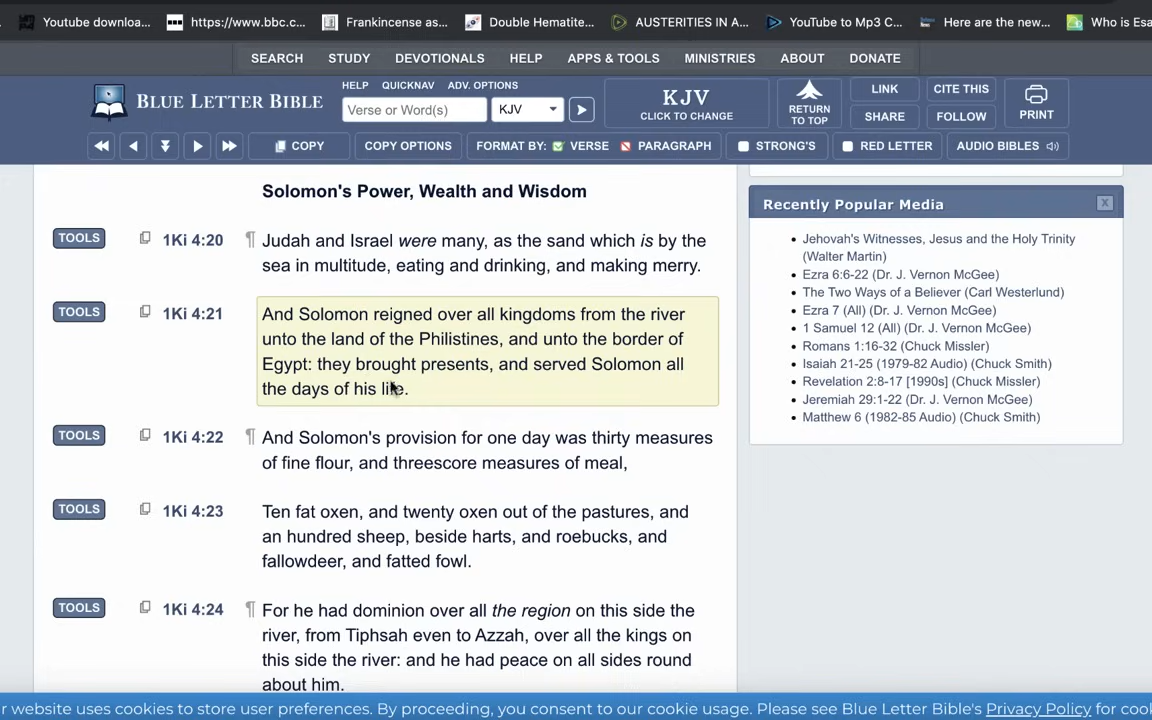 Youtube downloa...
https://www.bbc.c...
Frankincense as...
Double Hematite...
AUSTERITIES IN A...
YouTube to Mp3 C...
Here are the new...
Who is Esa
SEARCH STUDY DEVOTIONALS HELP APPS & TOOLS MINISTRIES ABOUT DONATE
BLUE LETTER BIBLE
HELP QUICKNAV ADV. OPTIONS
Verse or Word(s) KJV
KJV
CLICK TO CHANGE
RETURN
TO TOP
LINK
CITE THIS
SHARE
FOLLOW
PRINT
COPY COPY OPTIONS FORMAT BY: VERSE PARAGRAPH STRONG'S RED LETTER AUDIO BIBLES
Solomon's Power, Wealth and Wisdom
TOOLS 1Ki 4:20 ¶ Judah and Israel were many, as the sand which is by the
sea in multitude, eating and drinking, and making merry.
TOOLS 1Ki 4:21 And Solomon reigned over all kingdoms from the river
unto the land of the Philistines, and unto the border of
Egypt: they brought presents, and served Solomon all
the days of his life.
TOOLS 1Ki 4:22 ¶ And Solomon's provision for one day was thirty measures
of fine flour, and threescore measures of meal,
TOOLS 1Ki 4:23 Ten fat oxen, and twenty oxen out of the pastures, and
an hundred sheep, beside harts, and roebucks, and
fallowdeer, and fatted fowl.
TOOLS 1Ki 4:24 ¶ For he had dominion over all the region on this side the
river, from Tiphsah even to Azzah, over all the kings on
this side the river: and he had peace on all sides round
about him.
Recently Popular Media X
• Jehovah's Witnesses, Jesus and the Holy Trinity
(Walter Martin)
• Ezra 6:6-22 (Dr. J. Vernon McGee)
• The Two Ways of a Believer (Carl Westerlund)
• Ezra 7 (All) (Dr. J. Vernon McGee)
• 1 Samuel 12 (All) (Dr. J. Vernon McGee)
• Romans 1:16-32 (Chuck Missler)
• Isaiah 21-25 (1979-82 Audio) (Chuck Smith)
• Revelation 2:8-17 [1990s] (Chuck Missler)
• Jeremiah 29:1-22 (Dr. J. Vernon McGee)
• Matthew 6 (1982-85 Audio) (Chuck Smith)
r website uses cookies to store user preferences. By proceeding, you consent to our cookie usage. Please see Blue Letter Bible's Privacy Policy for cook